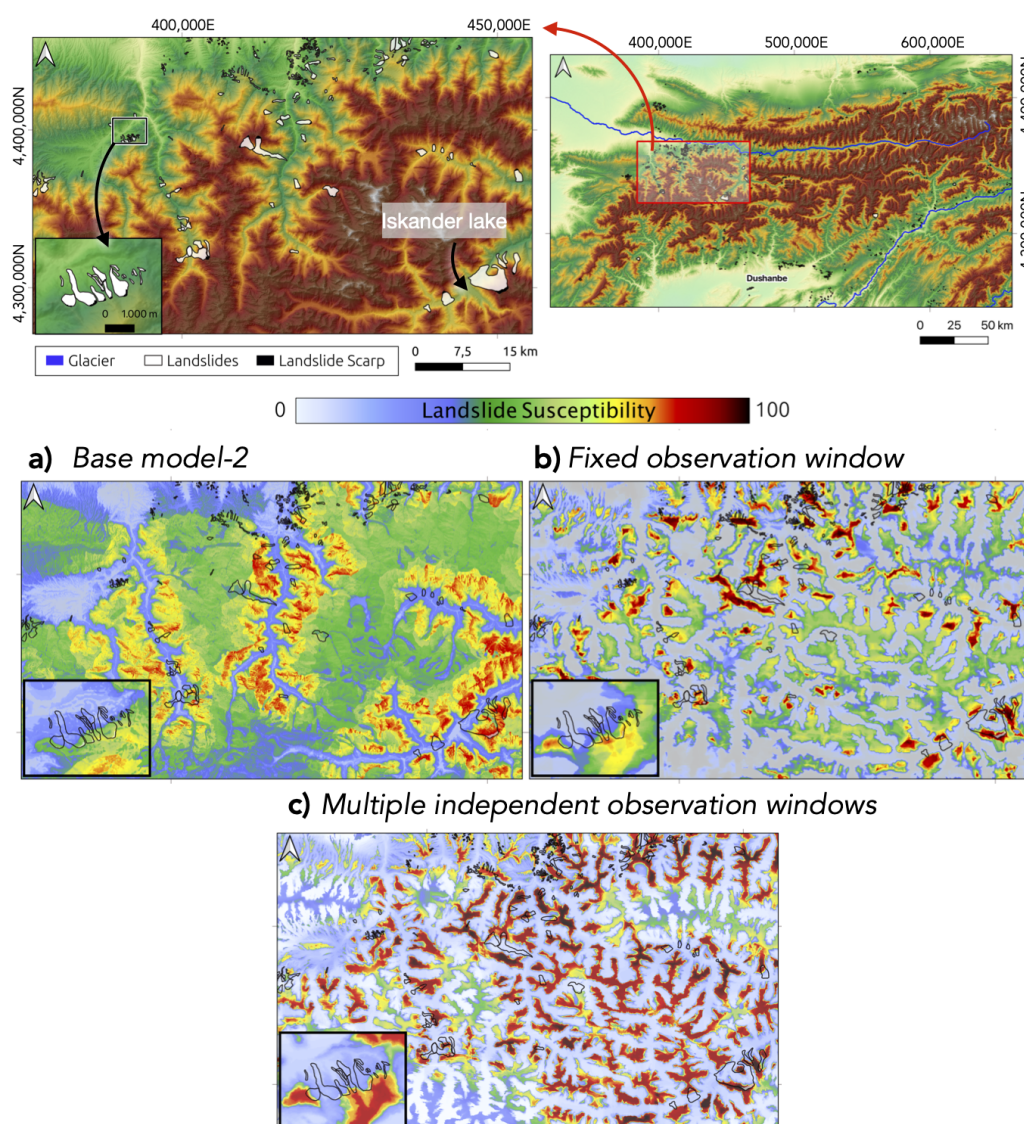 400,000E
450,000E
4,400,000N
4,300,000N
Iskander lake
0 1.000 m
Glacier
Landslides
Landslide Scarp
0 7,5 15 km
400,000E
500,000E
600,000E
Dushanbe
0 25 50 km
0 Landslide Susceptibility 100
a) Base model-2
b) Fixed observation window
c) Multiple independent observation windows